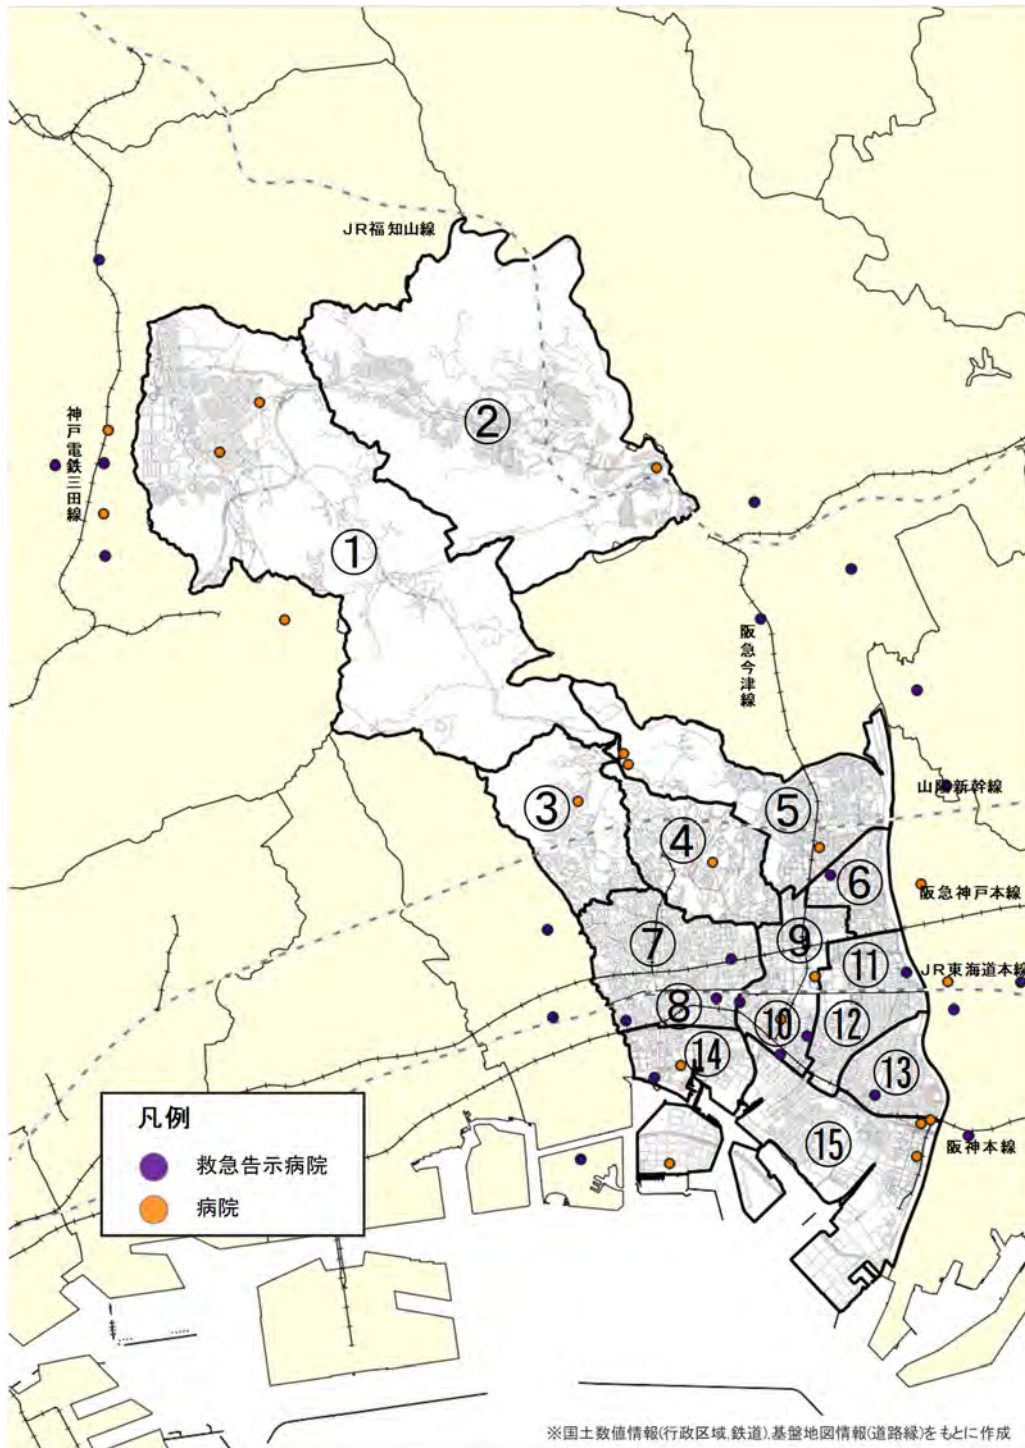 JR福知山線
神戸電鉄三田線
②
①
阪急今津線
③
④
⑤
山陽新幹線
⑥
阪急神戸本線
⑦
⑨
⑪
JR東海道本線
⑧
⑩
⑫
⑭
⑬
⑮
阪神本線
凡例
救急告示病院
病院
※国土数値情報(行政区域,鉄道),基盤地図情報(道路縁)をもとに作成